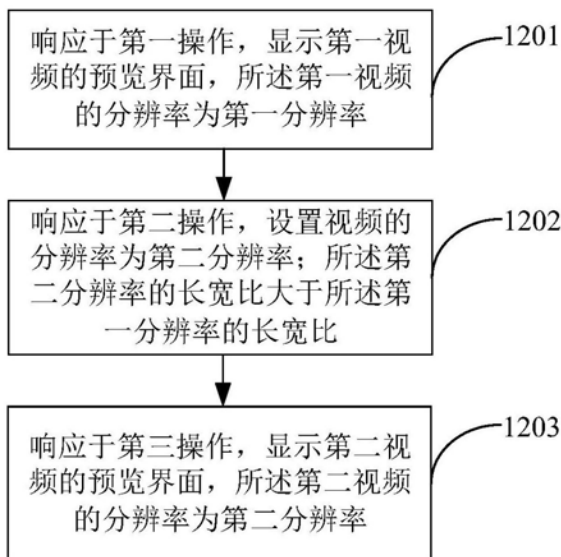 响应于第一操作，显示第一视
频的预览界面，所述第一视频
的分辨率为第一分辨率
1201
响应于第二操作，设置视频的
分辨率为第二分辨率；所述第
二分辨率的长宽比大于所述第
一分辨率的长宽比
1202
响应于第三操作，显示第二视
频的预览界面，所述第二视频
的分辨率为第二分辨率
1203